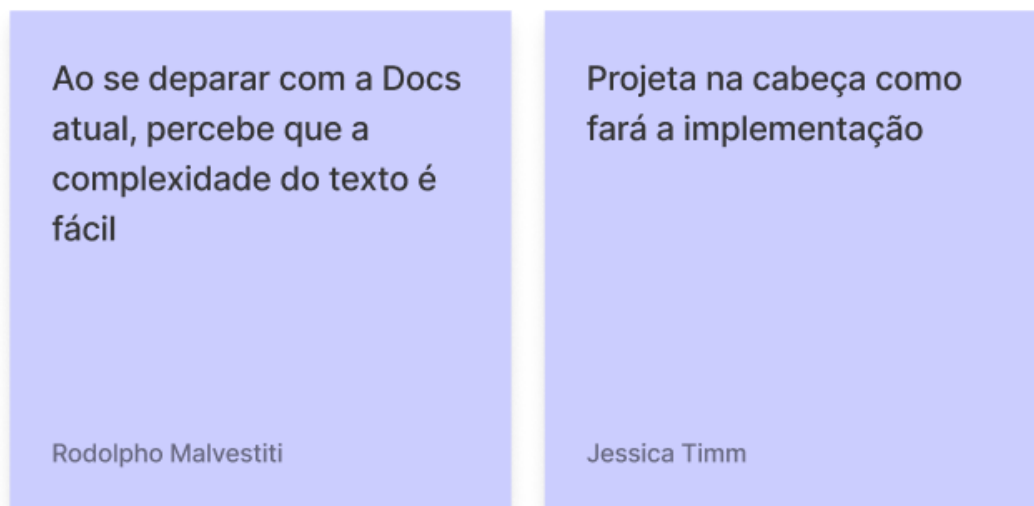 Ao se deparar com a Docs
atual, percebe que a
complexidade do texto é
fácil
Rodolpho Malvestiti
Projeta na cabeça como
fará a implementação
Jessica Timm